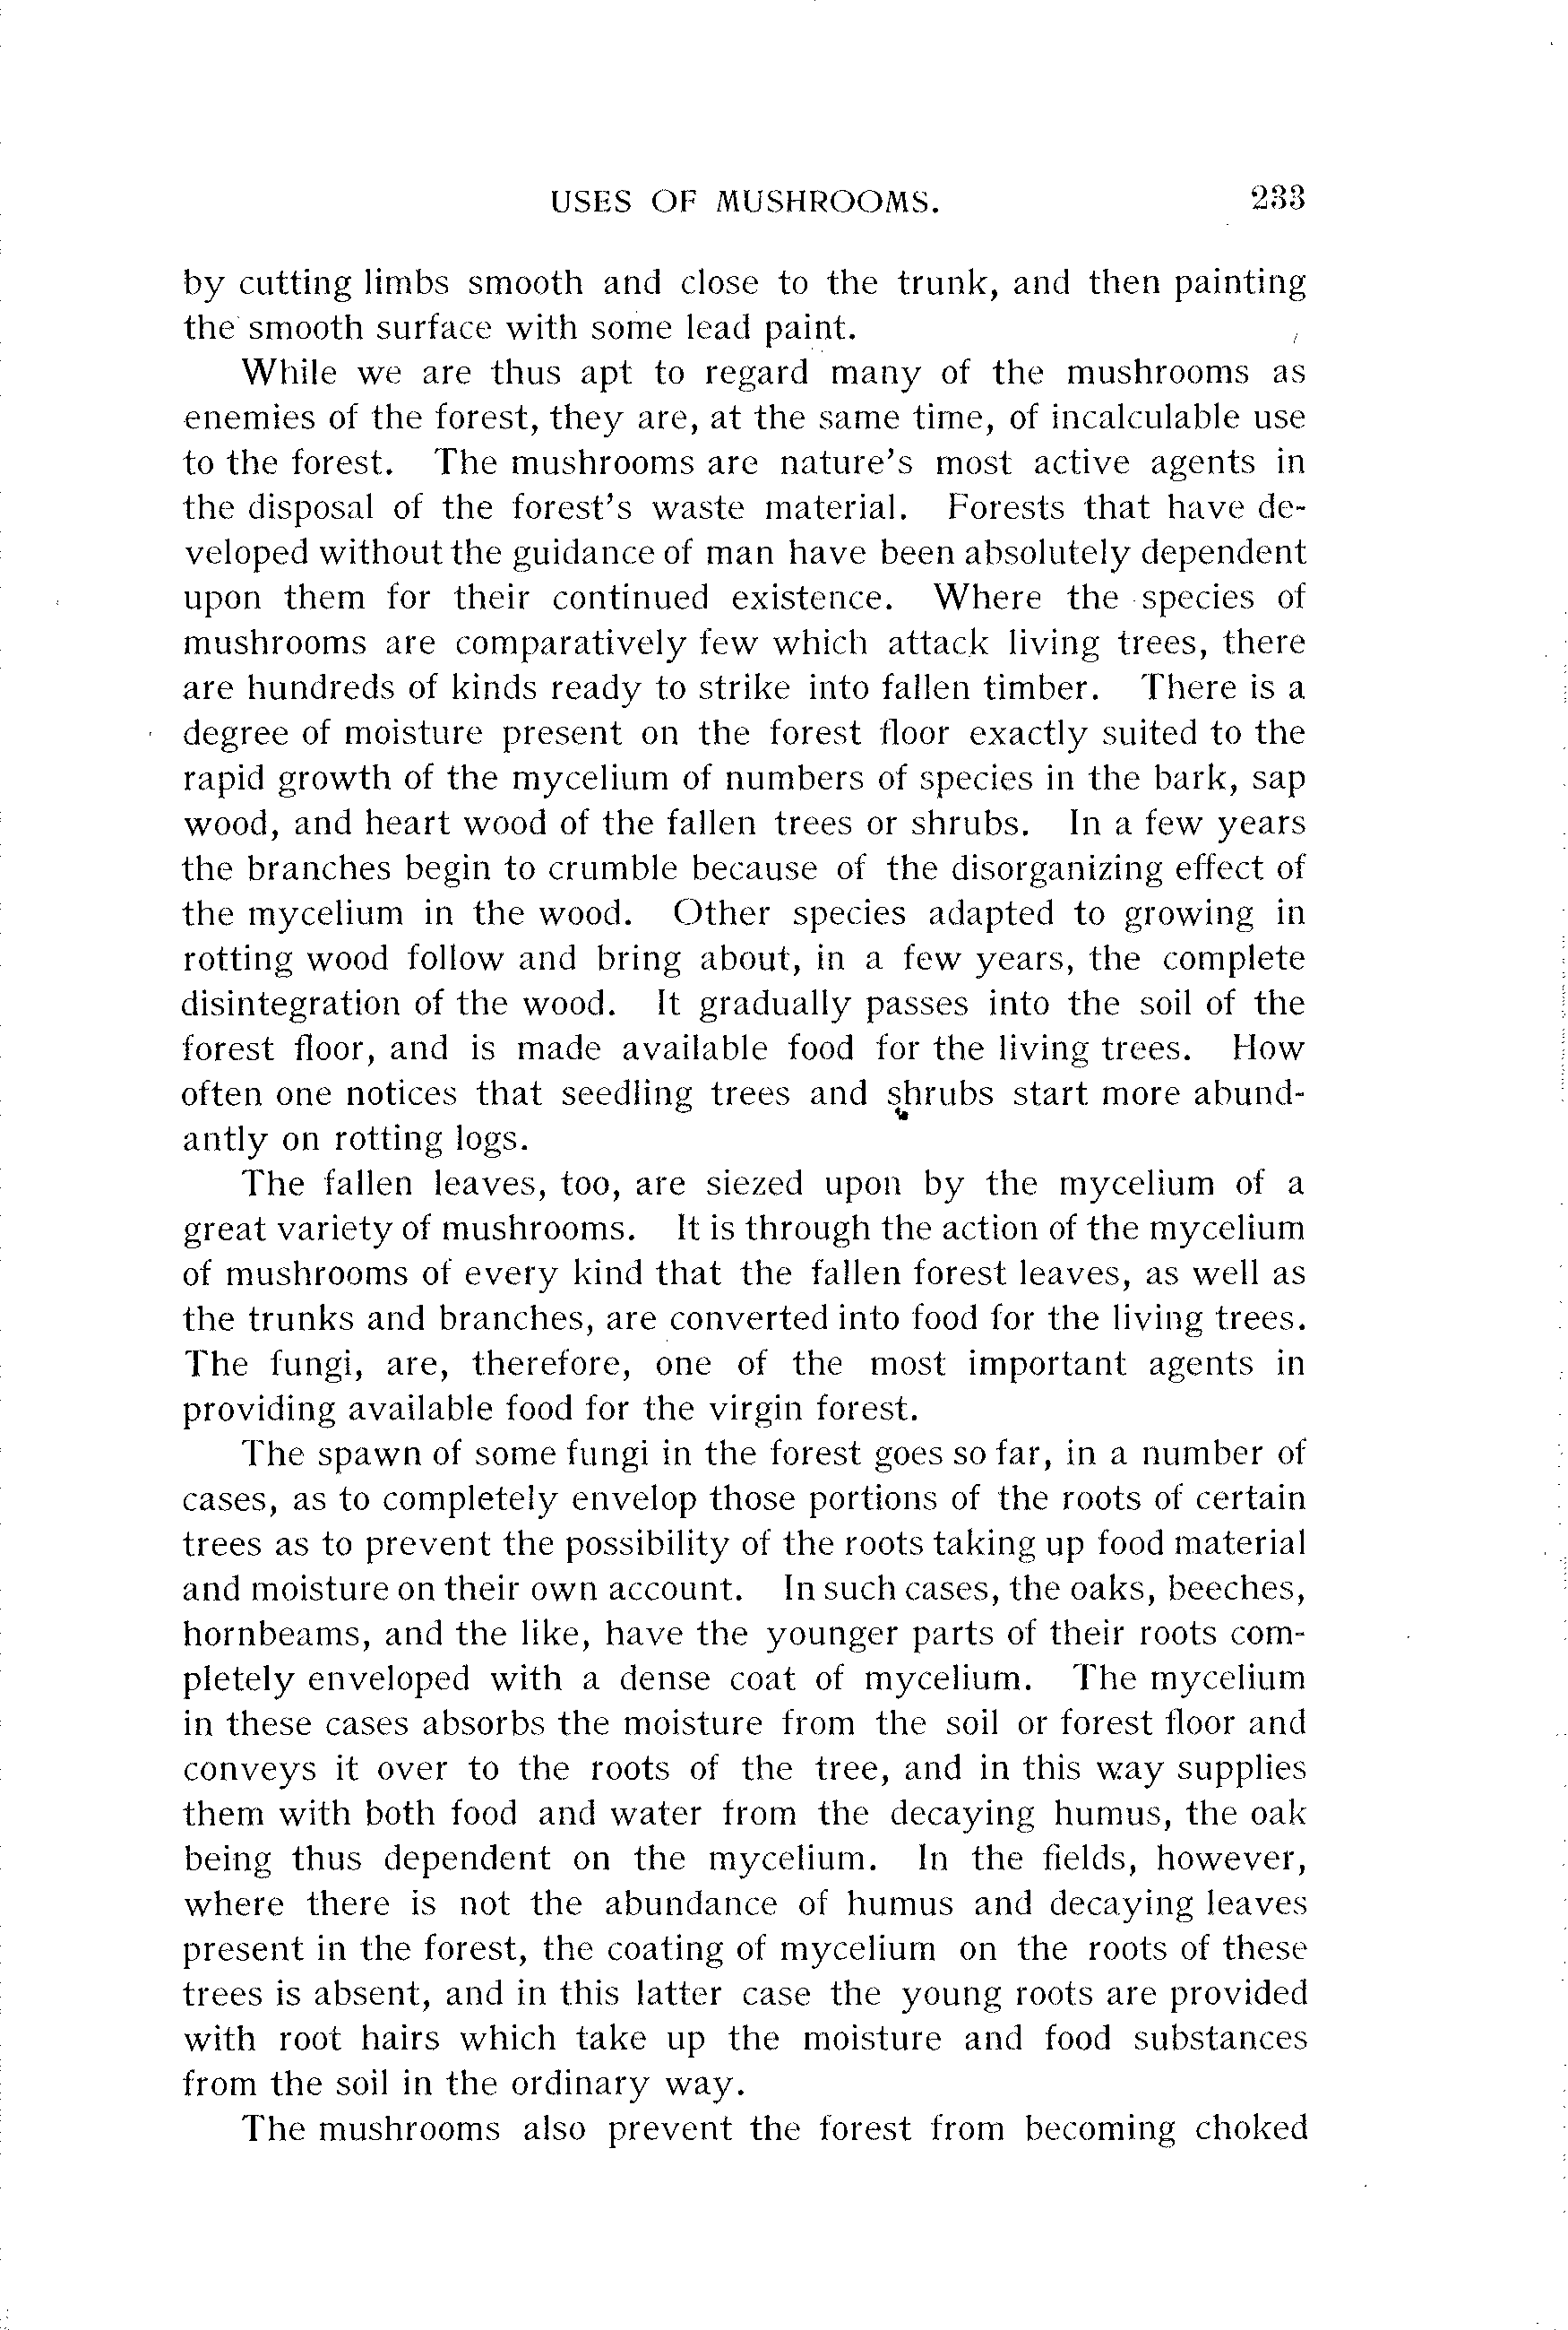 USES OF MUSHROOMS. 233
by cutting limbs smooth and close to the trunk, and then painting
the smooth surface with some lead paint.
While we are thus apt to regard many of the mushrooms as
enemies of the forest, they are, at the same time, of incalculable use
to the forest. The mushrooms are nature's most active agents in
the disposal of the forest's waste material. Forests that have de-
veloped without the guidance of man have been absolutely dependent
upon them for their continued existence. Where the species of
mushrooms are comparatively few which attack living trees, there
are hundreds of kinds ready to strike into fallen timber. There is a
degree of moisture present on the forest floor exactly suited to the
rapid growth of the mycelium of numbers of species in the bark, sap
wood, and heart wood of the fallen trees or shrubs. In a few years
the branches begin to crumble because of the disorganizing effect of
the mycelium in the wood. Other species adapted to growing in
rotting wood follow and bring about, in a few years, the complete
disintegration of the wood. It gradually passes into the soil of the
forest floor, and is made available food for the living trees. How
often one notices that seedling trees and shrubs start more abund-
antly on rotting logs.
The fallen leaves, too, are siezed upon by the mycelium of a
great variety of mushrooms. It is through the action of the mycelium
of mushrooms of every kind that the fallen forest leaves, as well as
the trunks and branches, are converted into food for the living trees.
The fungi, are, therefore, one of the most important agents in
providing available food for the virgin forest.
The spawn of some fungi in the forest goes so far, in a number of
cases, as to completely envelop those portions of the roots of certain
trees as to prevent the possibility of the roots taking up food material
and moisture on their own account. In such cases, the oaks, beeches,
hornbeams, and the like, have the younger parts of their roots com-
pletely enveloped with a dense coat of mycelium. The mycelium
in these cases absorbs the moisture from the soil or forest floor and
conveys it over to the roots of the tree, and in this way supplies
them with both food and water from the decaying humus, the oak
being thus dependent on the mycelium. In the fields, however,
where there is not the abundance of humus and decaying leaves
present in the forest, the coating of mycelium on the roots of these
trees is absent, and in this latter case the young roots are provided
with root hairs which take up the moisture and food substances
from the soil in the ordinary way.
The mushrooms also prevent the forest from becoming choked